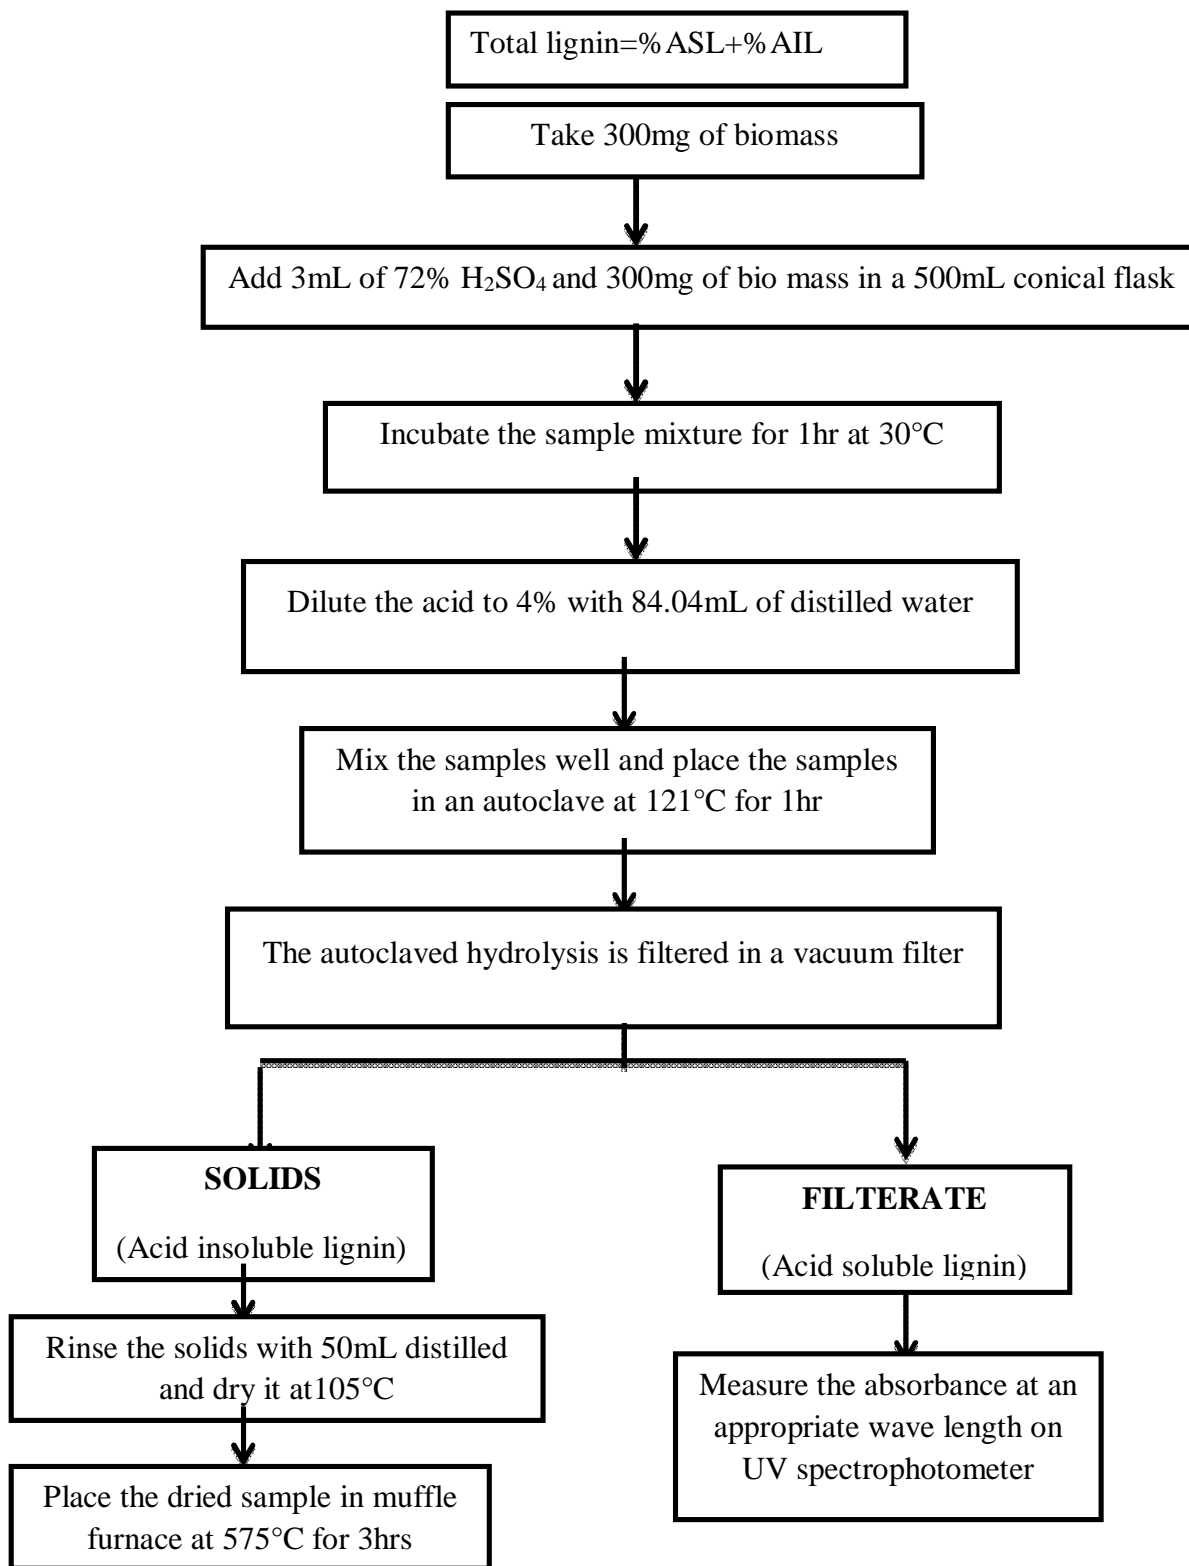 Total lignin=%ASL+%AIL
Take 300mg of biomass
Add 3mL of 72% H₂SO₄ and 300mg of bio mass in a 500mL conical flask
Incubate the sample mixture for 1hr at 30°C
Dilute the acid to 4% with 84.04mL of distilled water
Mix the samples well and place the samples
in an autoclave at 121°C for 1hr
The autoclaved hydrolysis is filtered in a vacuum filter
SOLIDS
(Acid insoluble lignin)
FILTERATE
(Acid soluble lignin)
Rinse the solids with 50mL distilled
and dry it at105°C
Measure the absorbance at an
appropriate wave length on
UV spectrophotometer
Place the dried sample in muffle
furnace at 575°C for 3hrs